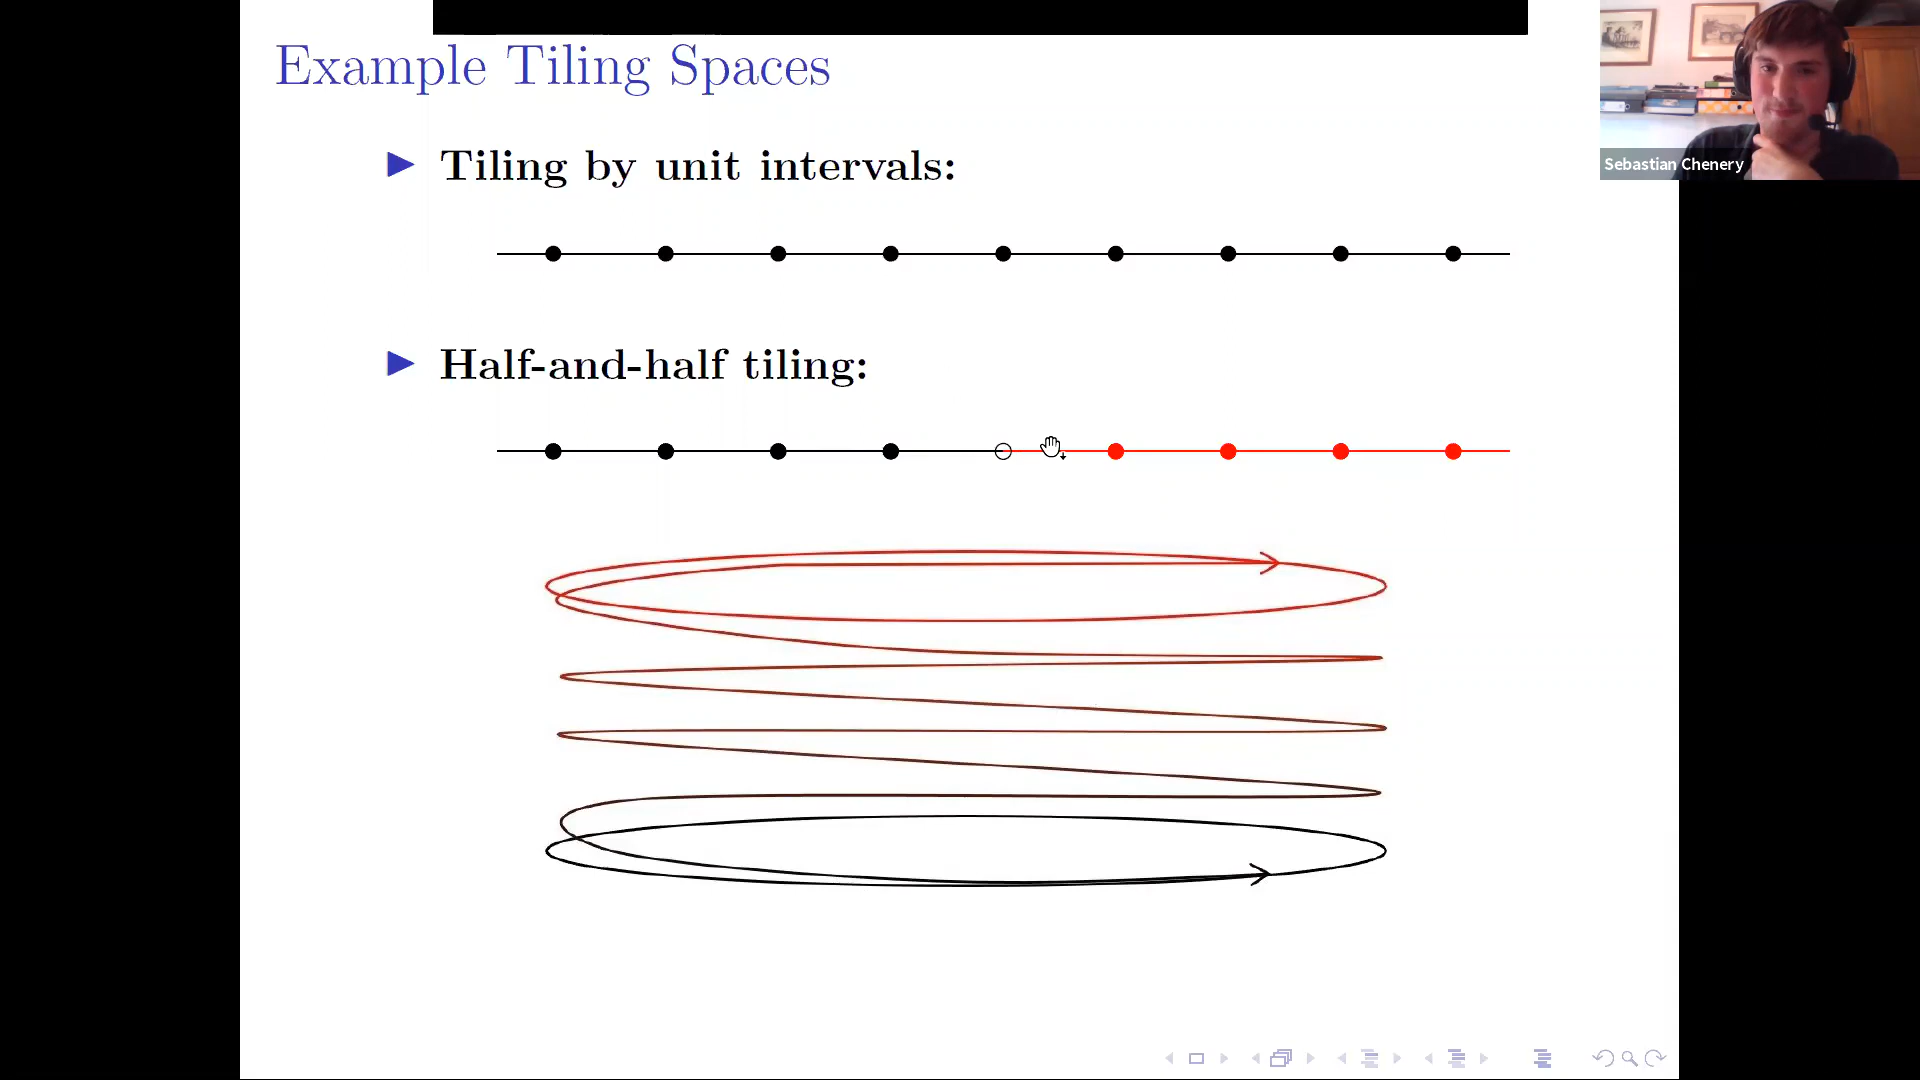 Example Tiling Spaces
Sebastian Chenery
Tiling by unit intervals:
Half-and-half tiling: